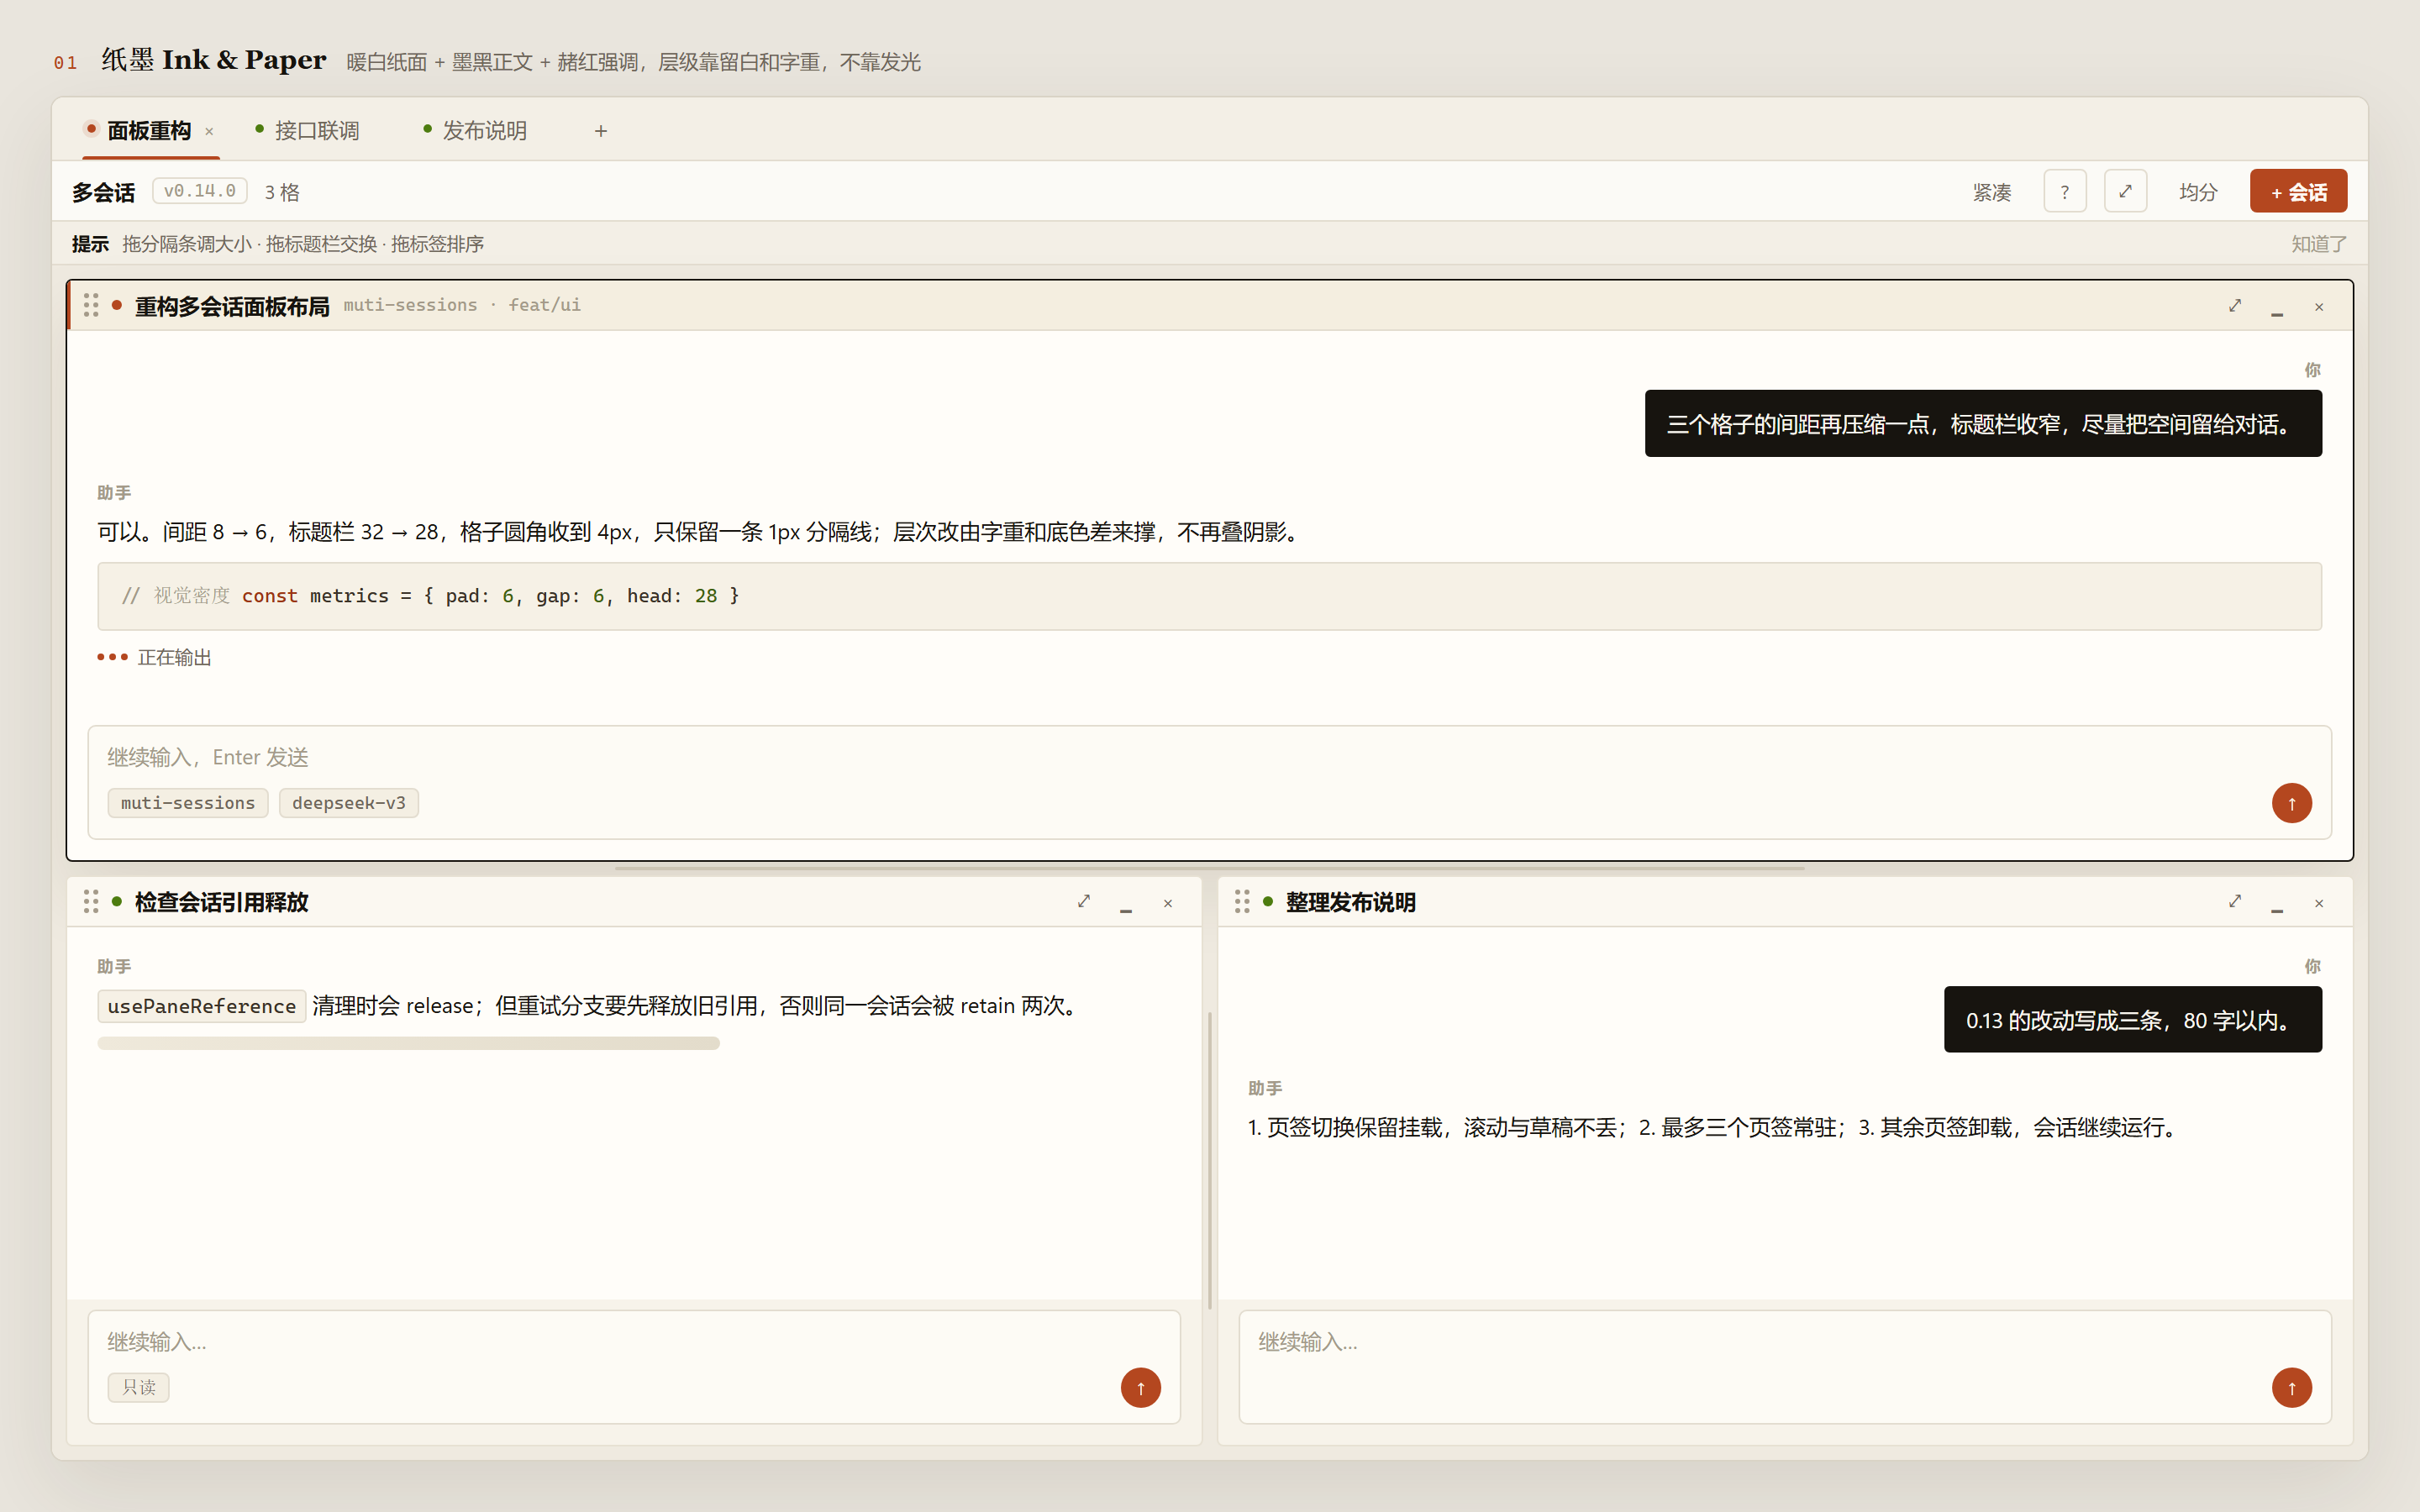 01 纸墨 Ink & Paper 暖白纸面 + 墨黑正文 + 赭红强调，层级靠留白和字重，不靠发光
面板重构 × 接口联调 发布说明 +
多会话 v0.14.0 3 格 紧凑 ? ⤢ 均分 + 会话
提示 拖分隔条调大小 · 拖标题栏交换 · 拖标签排序 知道了
重构多会话面板布局 muti-sessions · feat/ui ⤢ ‗ ×
你
三个格子的间距再压缩一点，标题栏收窄，尽量把空间留给对话。
助手
可以。间距 8 → 6，标题栏 32 → 28，格子圆角收到 4px，只保留一条 1px 分隔线；层次改由字重和底色差来撑，不再叠阴影。
// 视觉密度 const metrics = { pad: 6, gap: 6, head: 28 }
正在输出
继续输入，Enter 发送
muti-sessions deepseek-v3 ↑
检查会话引用释放 ⤢ ‗ ×
助手
usePaneReference 清理时会 release；但重试分支要先释放旧引用，否则同一会话会被 retain 两次。
继续输入...
只读 ↑
整理发布说明 ⤢ ‗ ×
你
0.13 的改动写成三条，80 字以内。
助手
1. 页签切换保留挂载，滚动与草稿不丢；2. 最多三个页签常驻；3. 其余页签卸载，会话继续运行。
继续输入...
↑